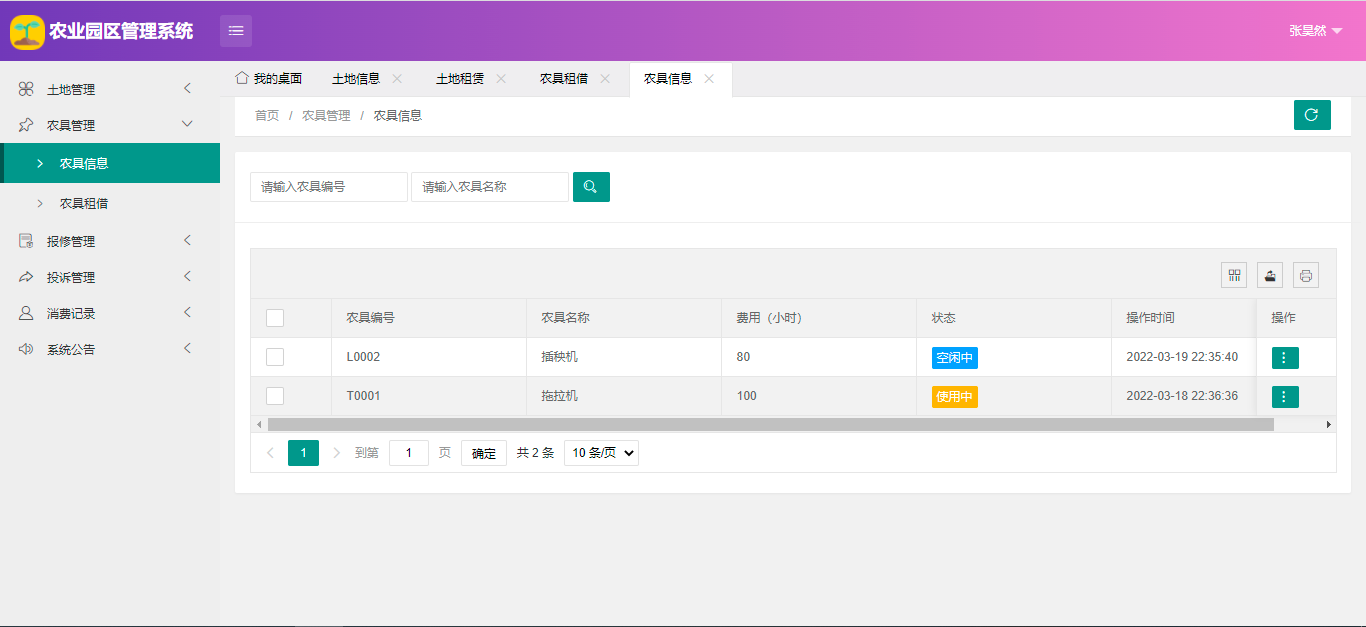 农业园区管理系统
张昊然
土地管理
农具管理
农具信息
农具租借
报修管理
投诉管理
消费记录
系统公告
我的桌面 土地信息 土地租赁 农具租借 农具信息
首页 / 农具管理 / 农具信息
请输入农具编号 请输入农具名称
农具编号 农具名称 费用（小时） 状态 操作时间 操作
L0002 插秧机 80 空闲中 2022-03-19 22:35:40
T0001 拖拉机 100 使用中 2022-03-18 22:36:36
1 到第 1 页 确定 共 2 条 10 条/页